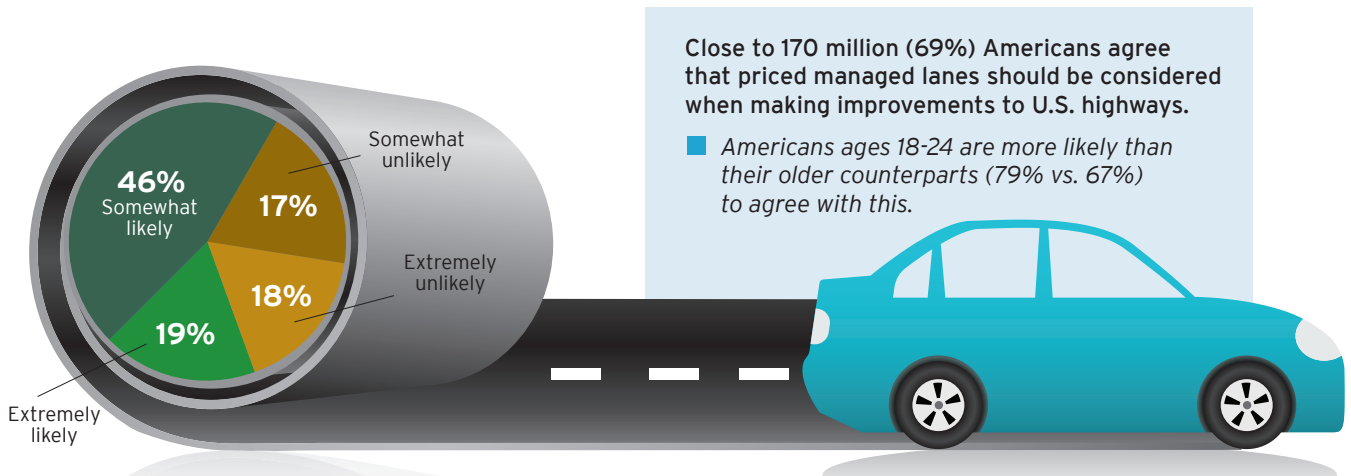 Close to 170 million (69%) Americans agree
that priced managed lanes should be considered
when making improvements to U.S. highways.
Americans ages 18-24 are more likely than
their older counterparts (79% vs. 67%)
to agree with this.
46%
Somewhat
likely
Somewhat
unlikely
17%
Extremely
unlikely
18%
19%
Extremely
likely